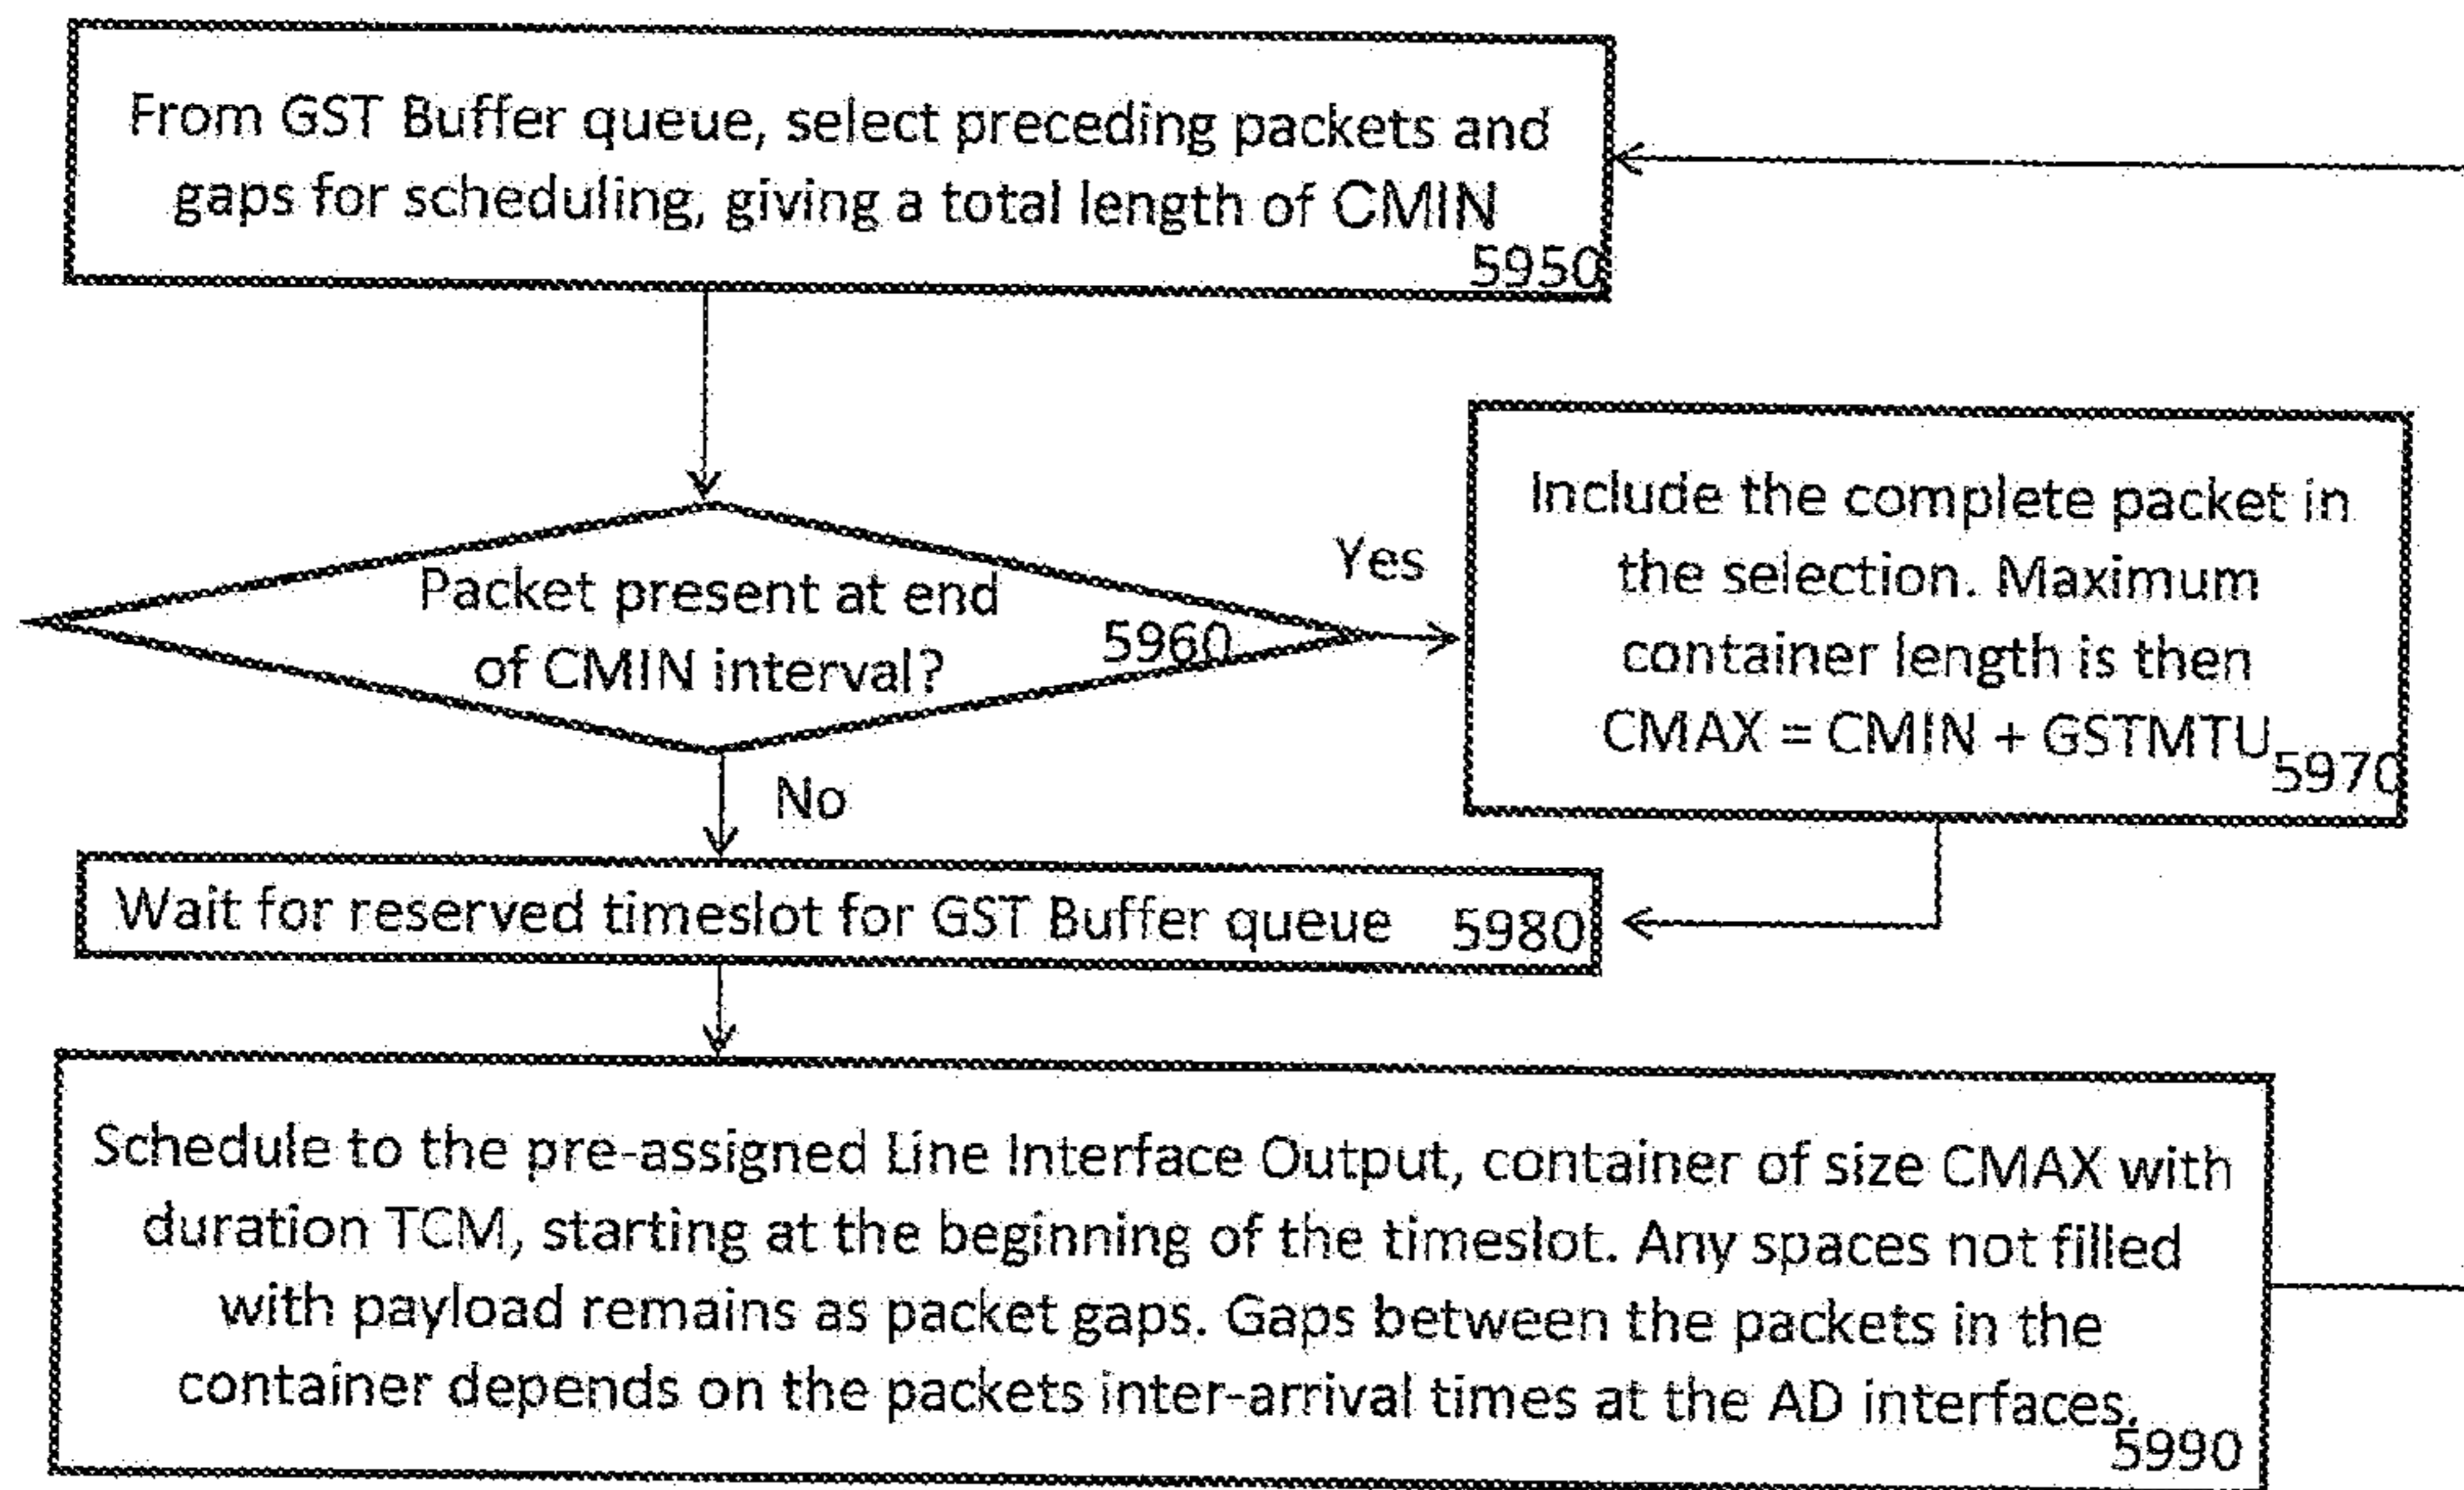 From GST Buffer queue, select preceding packets and
gaps for scheduling, giving a total length of CMIN
5950
Packet present at end
of CMIN interval?
5960
Yes
Include the complete packet in
the selection. Maximum
container length is then
CMAX = CMIN + GSTMTU
5970
No
Wait for reserved timeslot for GST Buffer queue 5980
Schedule to the pre-assigned Line Interface Output, container of size CMAX with
duration TCM, starting at the beginning of the timeslot. Any spaces not filled
with payload remains as packet gaps. Gaps between the packets in the
container depends on the packets inter-arrival times at the AD interfaces.
5990